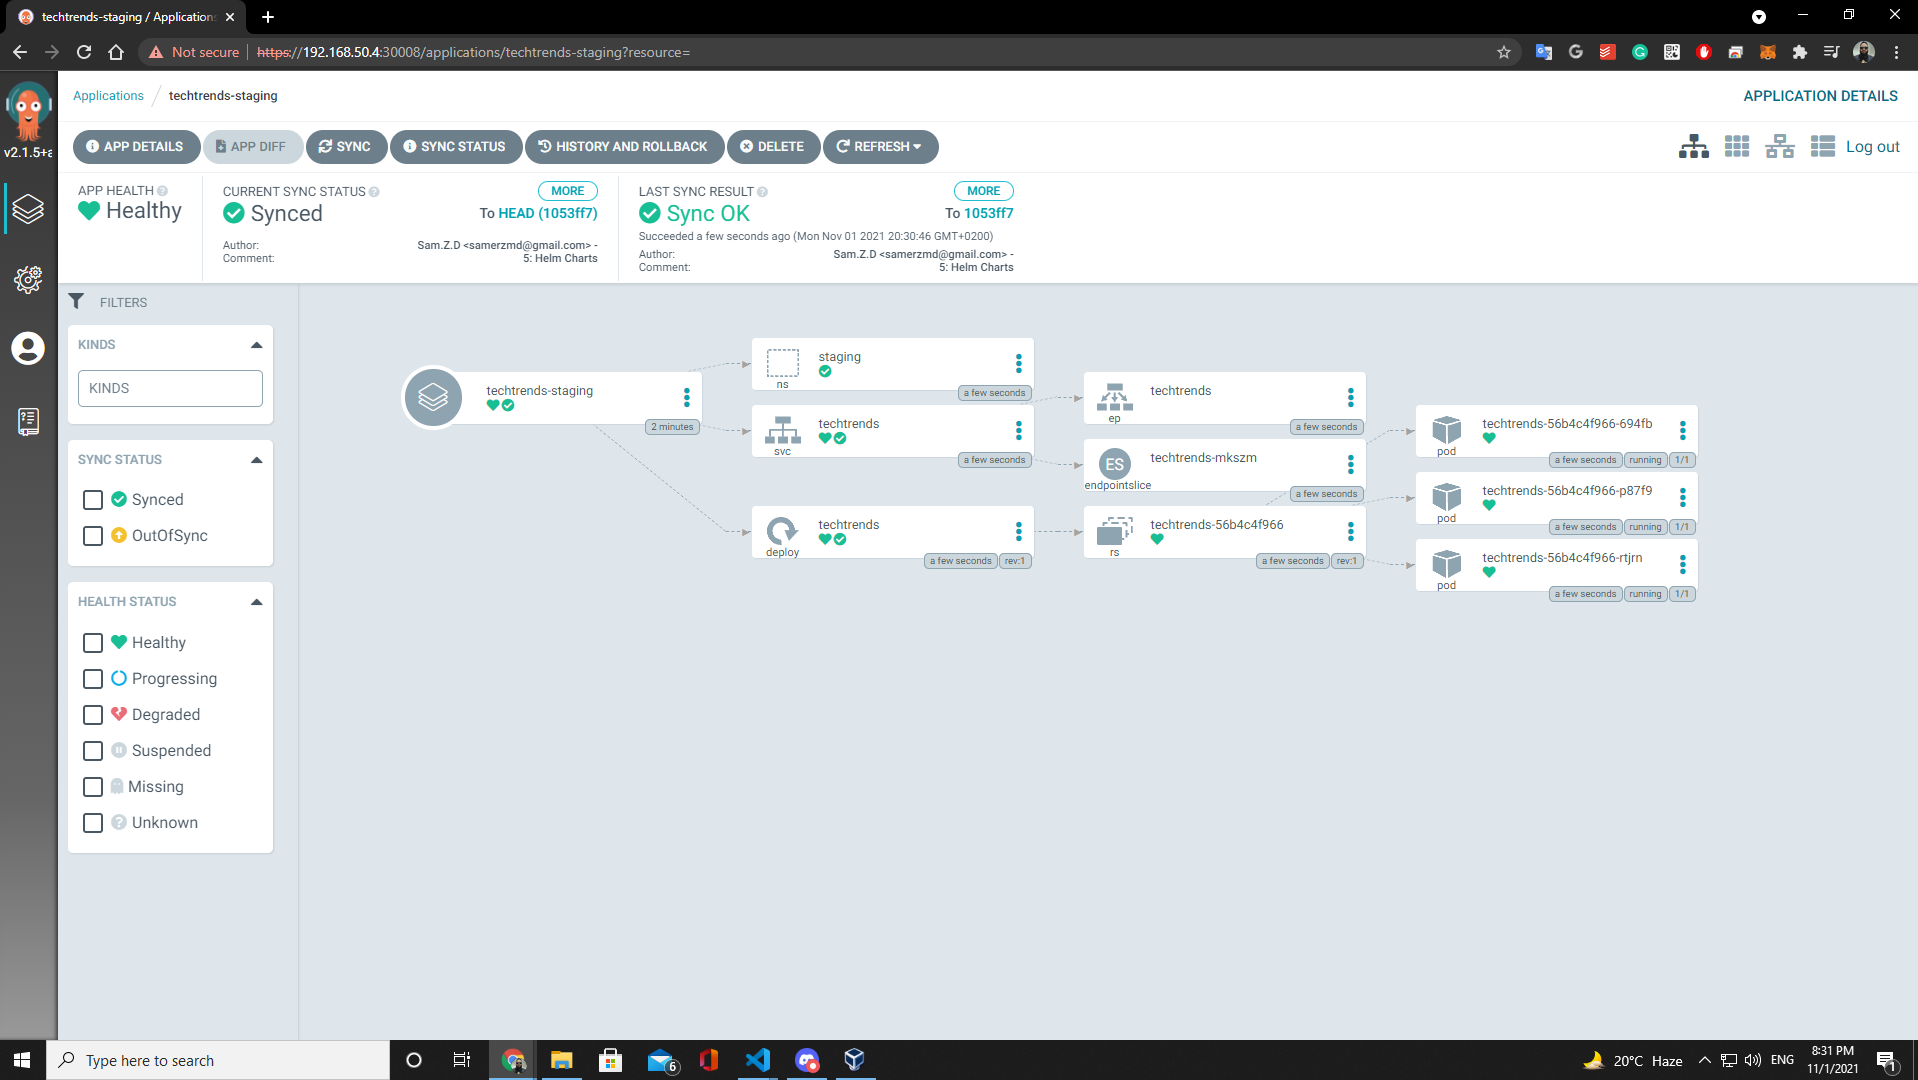 techtrends-staging / Applications
Not secure
https://192.168.50.4:30008/applications/techtrends-staging?resource=
v2.1.5+a
Applications
techtrends-staging
APPLICATION DETAILS
APP DETAILS
APP DIFF
SYNC
SYNC STATUS
HISTORY AND ROLLBACK
DELETE
REFRESH
Log out
APP HEALTH
Healthy
CURRENT SYNC STATUS
MORE
Synced
To HEAD (1053ff7)
Author:
Sam.Z.D <samerzmd@gmail.com> -
Comment:
5: Helm Charts
LAST SYNC RESULT
MORE
Sync OK
To 1053ff7
Succeeded a few seconds ago (Mon Nov 01 2021 20:30:46 GMT+0200)
Author:
Sam.Z.D <samerzmd@gmail.com> -
Comment:
5: Helm Charts
FILTERS
KINDS
KINDS
SYNC STATUS
Synced
OutOfSync
HEALTH STATUS
Healthy
Progressing
Degraded
Suspended
Missing
Unknown
techtrends-staging
2 minutes
staging
ns
a few seconds
techtrends
svc
a few seconds
techtrends
deploy
a few seconds
rev:1
techtrends
ep
a few seconds
ES
techtrends-mkszm
endpointslice
a few seconds
techtrends-56b4c4f966
rs
a few seconds
rev:1
techtrends-56b4c4f966-694fb
pod
a few seconds
running
1/1
techtrends-56b4c4f966-p87f9
pod
a few seconds
running
1/1
techtrends-56b4c4f966-rtjrn
pod
a few seconds
running
1/1
Type here to search
6
20°C Haze
ENG
8:31 PM
11/1/2021
1